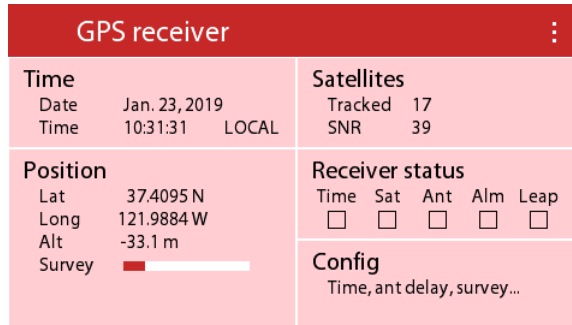 GPS receiver
Time
Date Jan. 23, 2019
Time 10:31:31 LOCAL
Satellites
Tracked 17
SNR 39
Position
Lat 37.4095 N
Long 121.9884 W
Alt -33.1 m
Survey
Receiver status
Time Sat Ant Alm Leap
Config
Time, ant delay, survey...